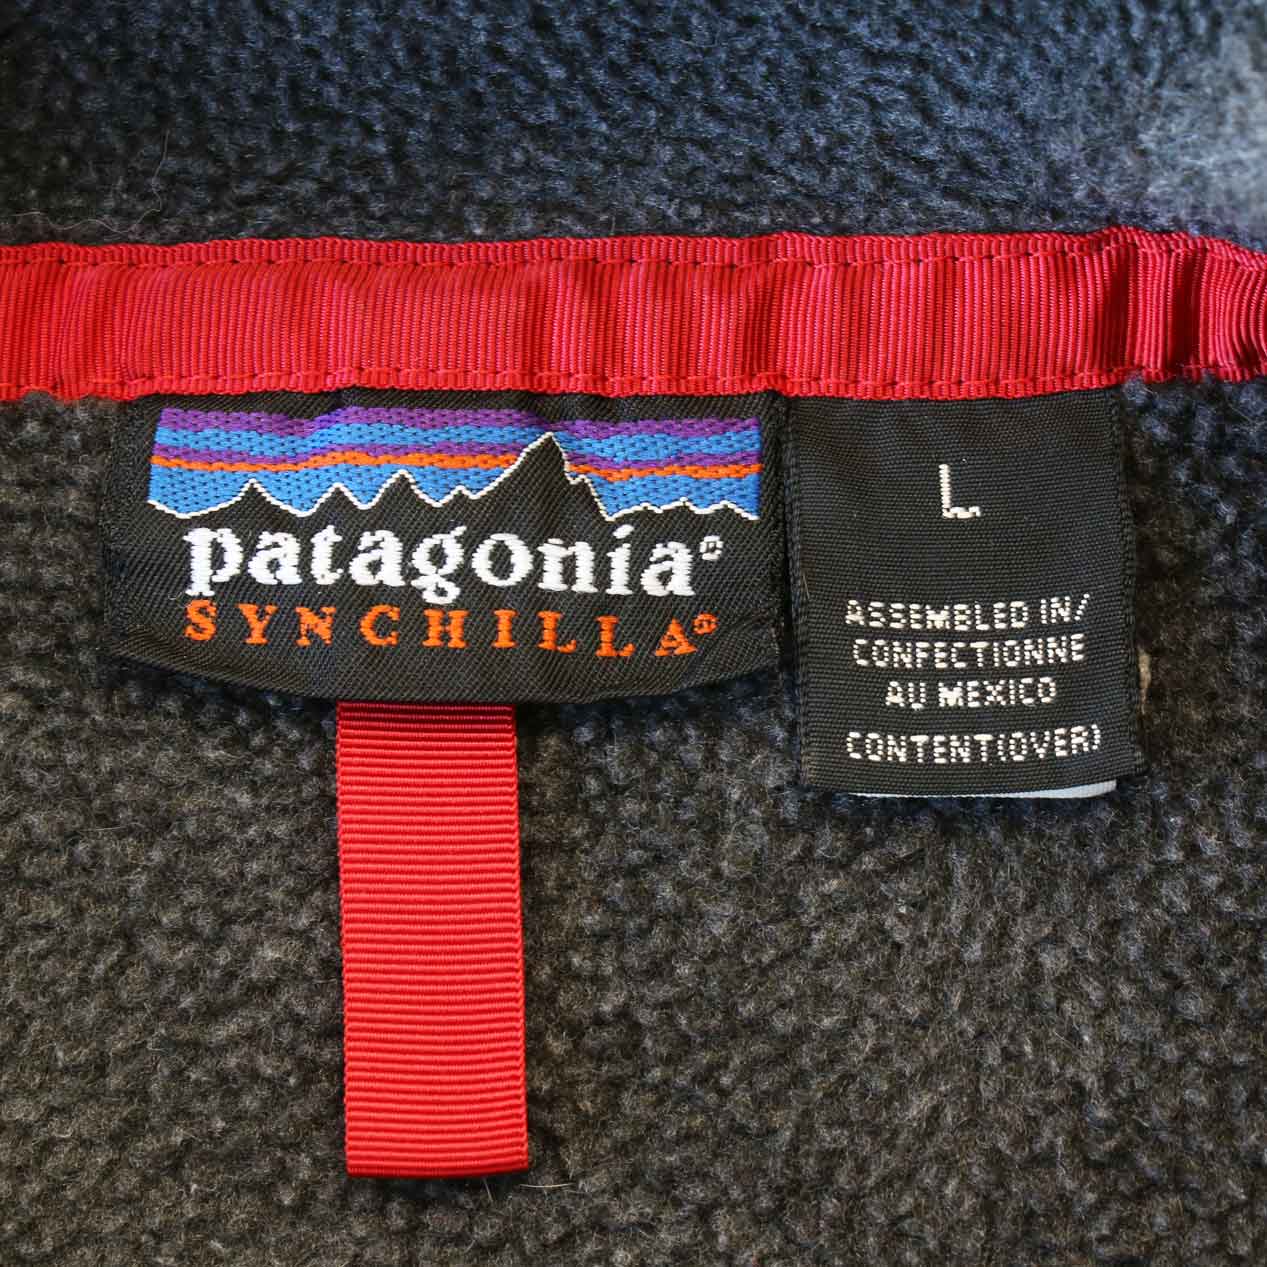 patagonia®
SYNCHILLA®
L
ASSEMBLED IN/
CONFECTIONNE
AU MEXICO
CONTENT(OVER)